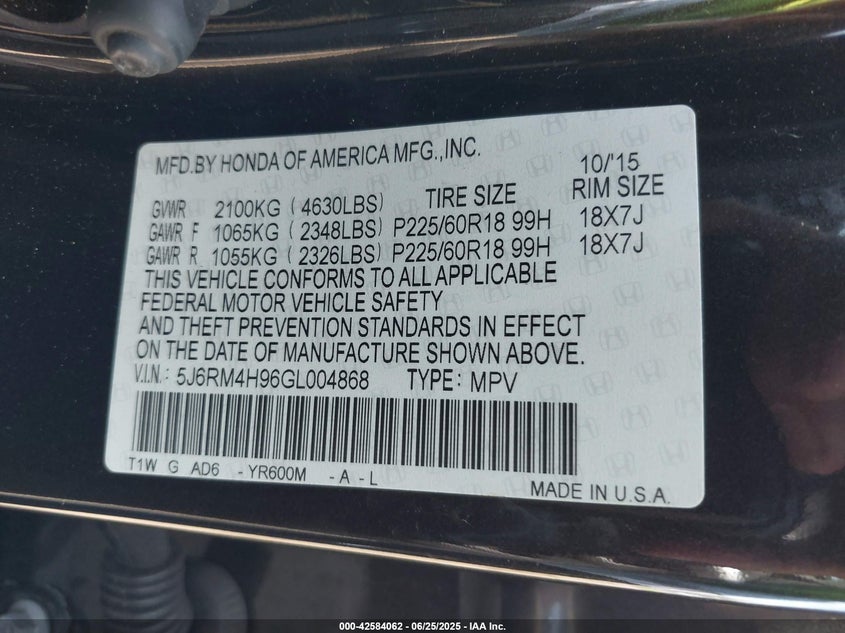 MFD.BY HONDA OF AMERICA MFG.,INC. 10/'15
GVWR 2100KG (4630LBS) TIRE SIZE RIM SIZE
GAWR F 1065KG (2348LBS) P225/60R18 99H 18X7J
GAWR R 1055KG (2326LBS) P225/60R18 99H 18X7J
THIS VEHICLE CONFORMS TO ALL APPLICABLE
FEDERAL MOTOR VEHICLE SAFETY
AND THEFT PREVENTION STANDARDS IN EFFECT
ON THE DATE OF MANUFACTURE SHOWN ABOVE.
V.I.N.: 5J6RM4H96GL004868 TYPE: MPV
T1W G AD6 - YR600M - A - L
MADE IN U.S.A.
000-42584062 - 06/25/2025 - IAA Inc.